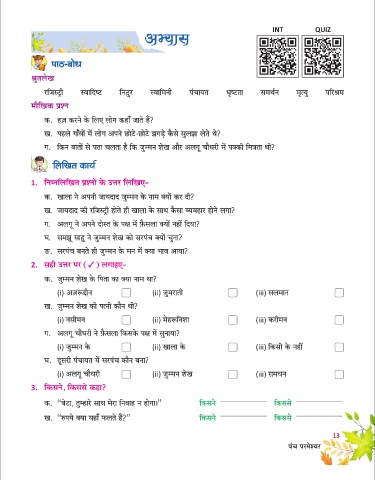 अभ्यास
INT QUIZ
पाठ-बोध
श्रुतलेख
रजिस्ट्री स्वादिष्ट निठुर स्वामिनी पंचायत धृष्टता समर्थन मृत्यु परिश्रम
मौखिक प्रश्न
क. हज करने के लिए लोग कहाँ जाते हैं?
ख. पहले गाँवों में लोग अपने छोटे-छोटे झगड़े कैसे सुलझा लेते थे?
ग. किन बातों से पता चलता है कि जुम्मन शेख और अलगू चौधरी में पक्की मित्रता थी?
लिखित कार्य
1. निम्नलिखित प्रश्नों के उत्तर लिखिए–
क. खाला ने अपनी जायदाद जुम्मन के नाम क्यों कर दी?
ख. जायदाद की रजिस्ट्री होते ही खाला के साथ कैसा व्यवहार होने लगा?
ग. अलगू ने अपने दोस्त के पक्ष में फ़ैसला क्यों नहीं दिया?
घ. समझू साहु ने जुम्मन शेख को सरपंच क्यों चुना?
ङ. सरपंच बनते ही जुम्मन के मन में क्या भाव आया?
2. सही उत्तर पर (✓) लगाइए–
क. जुम्मन शेख के पिता का क्या नाम था?
(i) अजरूद्दीन (ii) जुमराती (iii) सलमान
ख. जुम्मन शेख की पत्नी कौन थी?
(i) नसीमन (ii) मेहरूनिशा (iii) करीमन
ग. अलगू चौधरी ने फ़ैसला किसके पक्ष में सुनाया?
(i) जुम्मन के (ii) खाला के (iii) किसी के नहीं
घ. दूसरी पंचायत में सरपंच कौन बना?
(i) अलगू चौधरी (ii) जुम्मन शेख (iii) रामधन
3. किसने, किससे कहा?
क. “बेटा, तुम्हारे साथ मेरा निबाह न होगा।” किसने किससे
ख. “रुपये क्या यहाँ फलते हैं?” किसने किससे
13
पंच परमेश्वर